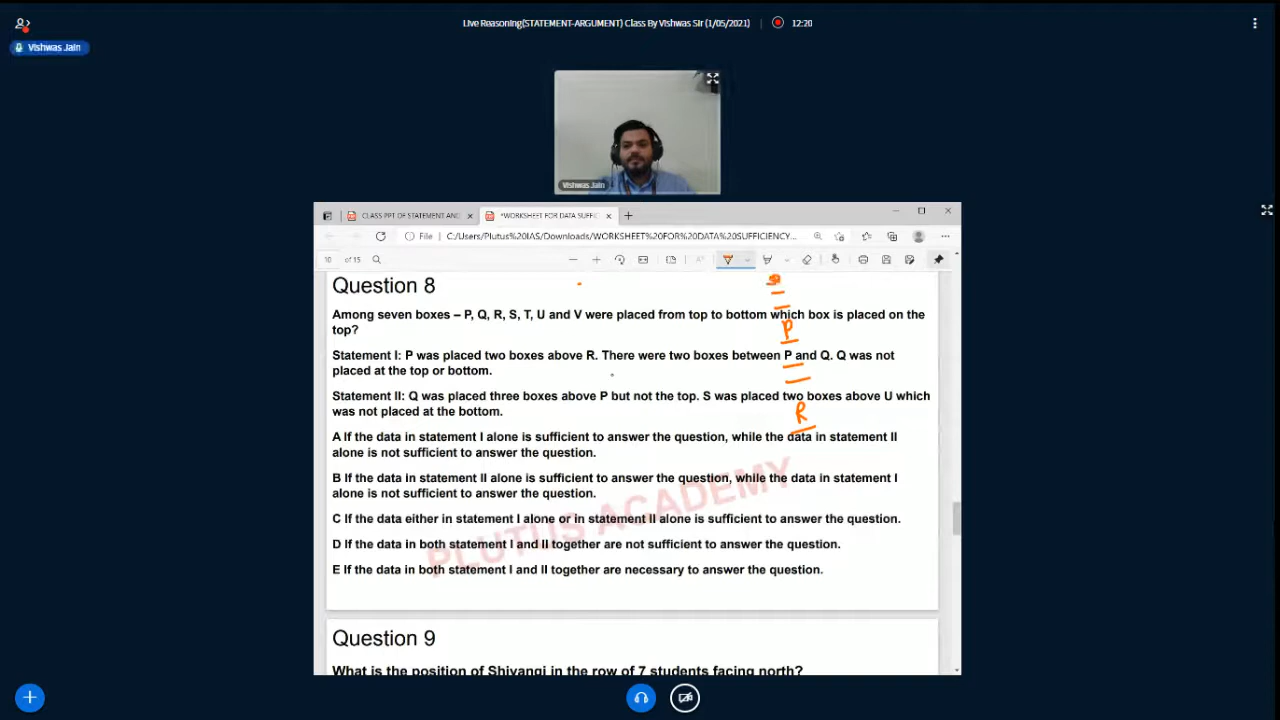 Live Reasoning(STATEMENT-ARGUMENT) Class By Vishwas Sir (1/05/2021)
12:20
Vishwas Jain
Vishwas Jain
CLASS PPT OF STATEMENT ANI
*WORKSHEET FOR DATA SUFFIC
File
C:/Users/Plutus%20IAS/Downloads/WORKSHEET%20FOR%20DATA%20SUFFICIENCY...
10 of 15
Question 8
Among seven boxes – P, Q, R, S, T, U and V were placed from top to bottom which box is placed on the
top?
P
Statement I: P was placed two boxes above R. There were two boxes between P and Q. Q was not
placed at the top or bottom.
Statement II: Q was placed three boxes above P but not the top. S was placed two boxes above U which
was not placed at the bottom.
R
A If the data in statement I alone is sufficient to answer the question, while the data in statement II
alone is not sufficient to answer the question.
B If the data in statement II alone is sufficient to answer the question, while the data in statement I
alone is not sufficient to answer the question.
C If the data either in statement I alone or in statement II alone is sufficient to answer the question.
D If the data in both statement I and II together are not sufficient to answer the question.
E If the data in both statement I and II together are necessary to answer the question.
PLUTUS ACADEMY
Question 9
What is the position of Shivangi in the row of 7 students facing north?